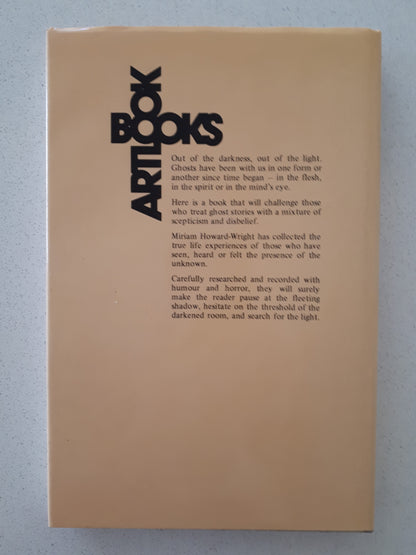 ARTLOOK
BOOKS
Out of the darkness, out of the light.
Ghosts have been with us in one form or
another since time began – in the flesh,
in the spirit or in the mind's eye.
Here is a book that will challenge those
who treat ghost stories with a mixture of
scepticism and disbelief.
Miriam Howard-Wright has collected the
true life experiences of those who have
seen, heard or felt the presence of the
unknown.
Carefully researched and recorded with
humour and horror, they will surely
make the reader pause at the fleeting
shadow, hesitate on the threshold of the
darkened room, and search for the light.